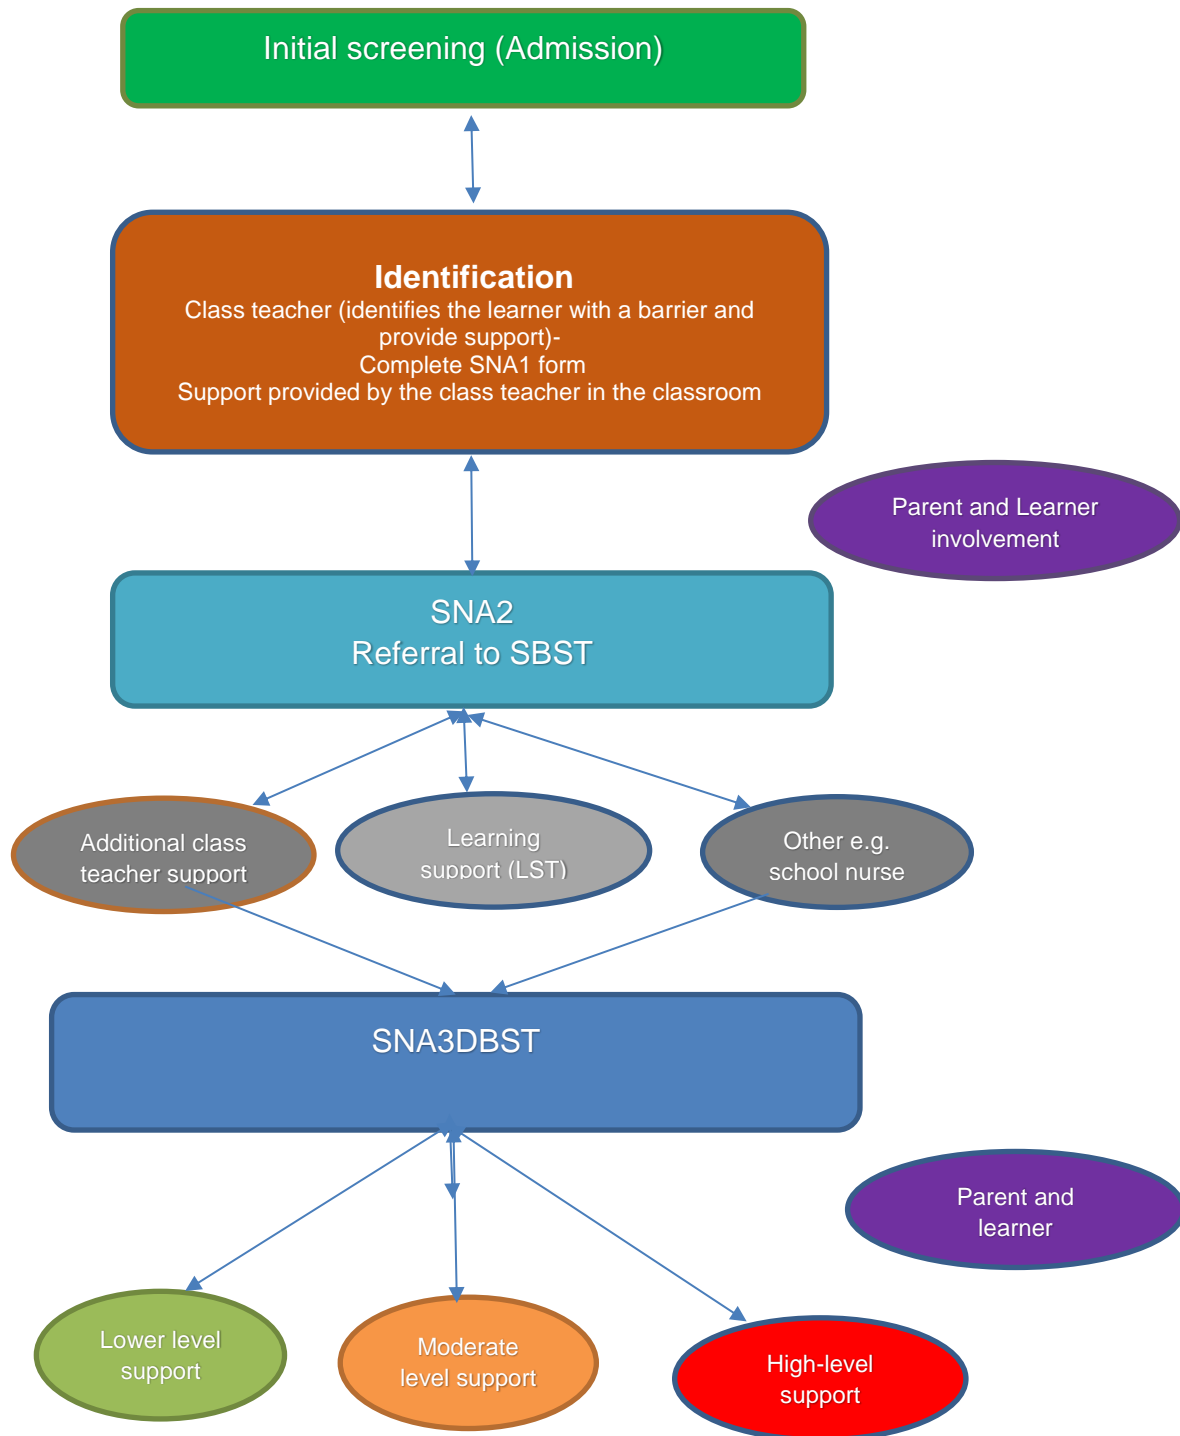 Initial screening (Admission)
Identification
Class teacher (identifies the learner with a barrier and
provide support)-
Complete SNA1 form
Support provided by the class teacher in the classroom
Parent and Learner
involvement
SNA2
Referral to SBST
Additional class
teacher support
Learning
support (LST)
Other e.g.
school nurse
SNA3DBST
Parent and
learner
Lower level
support
Moderate
level support
High-level
support